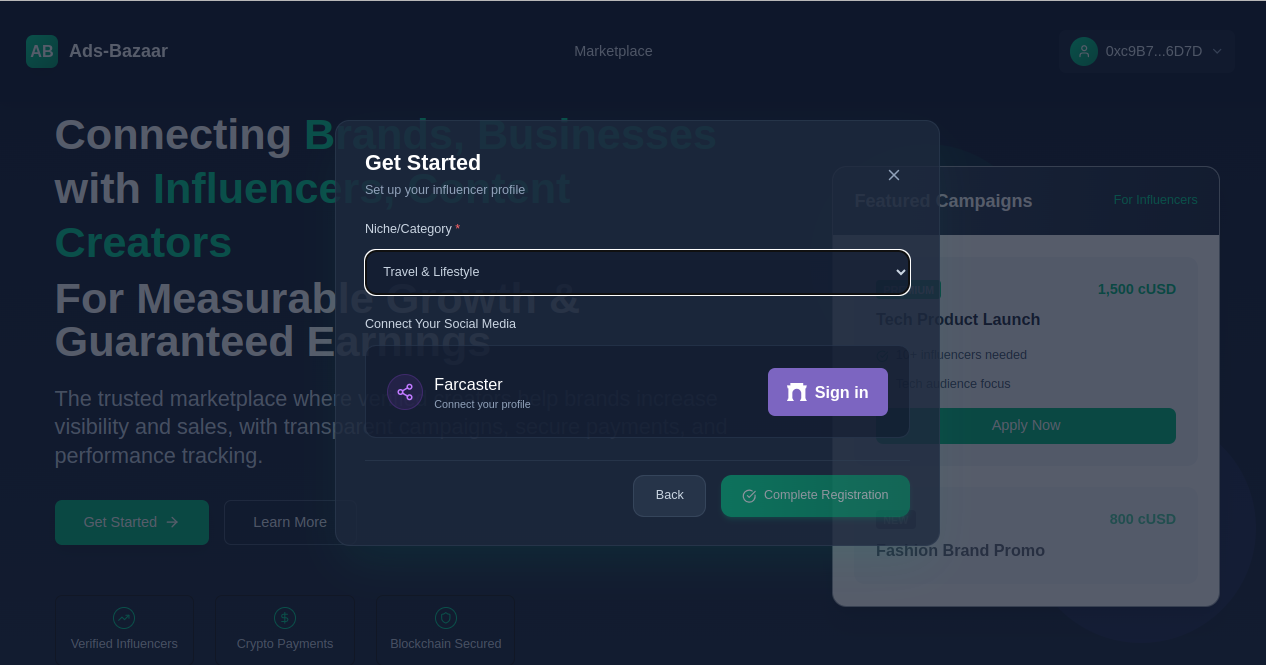 AB Ads-Bazaar
Marketplace
0xc9B7...6D7D
Connecting Brands, Businesses
with Influencers, Content
Creators
For Measurable Growth &
Guaranteed Earnings
The trusted marketplace where help brands increase
visibility and sales, with transparent campaigns, secure payments, and
performance tracking.
Get Started
Learn More
Verified Influencers
Crypto Payments
Blockchain Secured
Get Started
Set up your influencer profile
Niche/Category *
Travel & Lifestyle
Connect Your Social Media
Farcaster
Connect your profile
Sign in
Back
Complete Registration
Featured Campaigns
For Influencers
1,500 cUSD
Tech Product Launch
influencers needed
audience focus
Apply Now
800 cUSD
Fashion Brand Promo